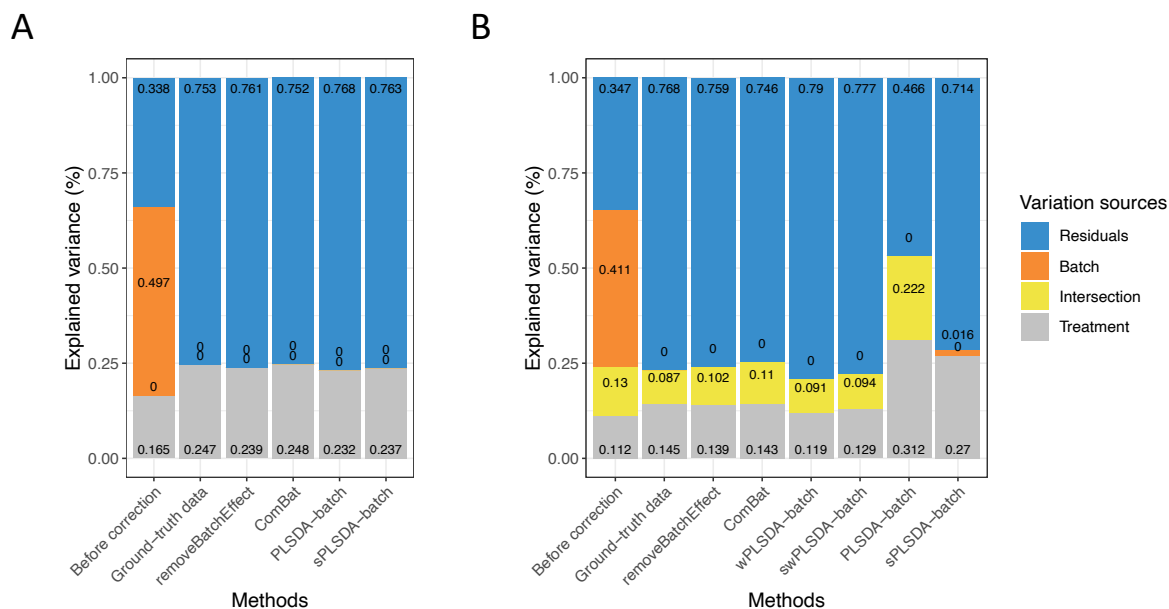 A
B
1.00
0.75
0.50
0.25
0.00
Explained variance (%)
0.338 0.753 0.761 0.752 0.768 0.763
0.497
0 0 0 0 0
0 0 0 0 0
0
0.165 0.247 0.239 0.248 0.232 0.237
Before correction
Ground−truth data
removeBatchEffect
ComBat
PLSDA−batch
sPLSDA−batch
Methods
1.00
0.75
0.50
0.25
0.00
Explained variance (%)
0.347 0.768 0.759 0.746 0.79 0.777 0.466 0.714
0
0.411
0.222
0.016
0 0 0 0 0 0
0.13 0.087 0.102 0.11 0.091 0.094
0.112 0.145 0.139 0.143 0.119 0.129 0.312 0.27
Before correction
Ground−truth data
removeBatchEffect
ComBat
wPLSDA−batch
swPLSDA−batch
PLSDA−batch
sPLSDA−batch
Methods
Variation sources
Residuals
Batch
Intersection
Treatment